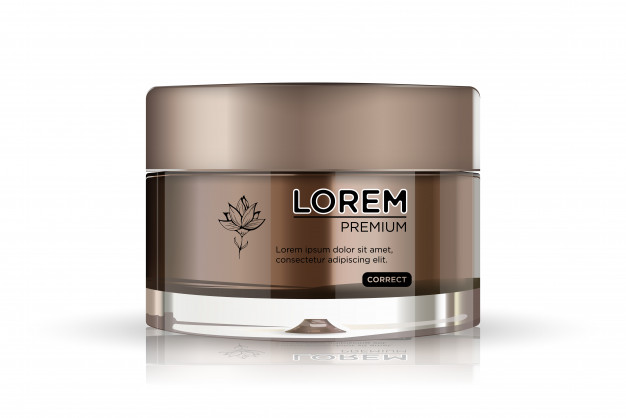 LOREM
PREMIUM
Lorem ipsum dolor sit amet,
consectetur adipiscing elit.
CORRECT